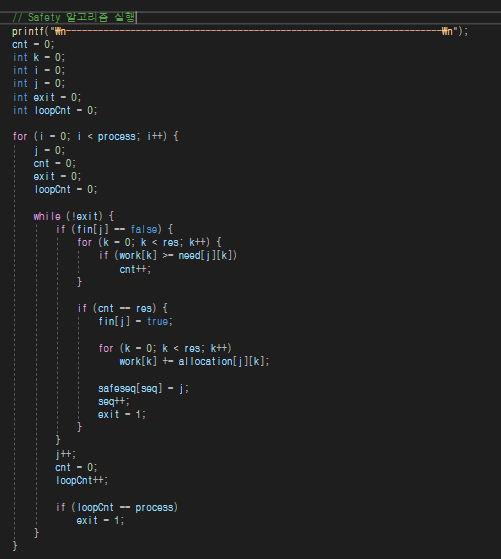 // Safety 알고리즘 실행
printf("₩n----------------------------------------------------------------------₩n");
cnt = 0;
int k = 0;
int i = 0;
int j = 0;
int exit = 0;
int loopCnt = 0;
for (i = 0; i < process; i++) {
j = 0;
cnt = 0;
exit = 0;
loopCnt = 0;
while (!exit) {
if (fin[j] == false) {
for (k = 0; k < res; k++) {
if (work[k] >= need[j][k])
cnt++;
}
if (cnt == res) {
fin[j] = true;
for (k = 0; k < res; k++)
work[k] += allocation[j][k];
safeseq[seq] = j;
seq++;
exit = 1;
}
}
j++;
cnt = 0;
loopCnt++;
if (loopCnt == process)
exit = 1;
}
}